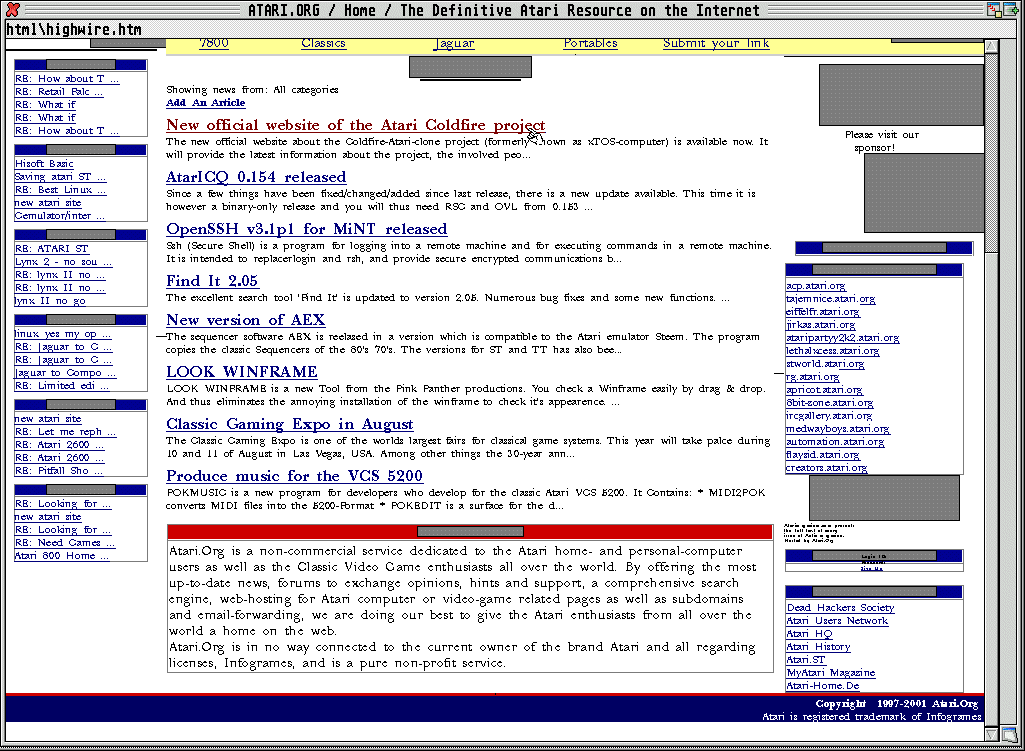 ATARI.ORG / Home / The Definitive Atari Resource on the Internet
html\highwire.htm
7800 Classics Jaguar Portables Submit your link
RE: How about T ...
RE: Retail Palc ...
RE: What if
RE: What if
RE: How about T ...
Hisoft Basic
Saving atari ST ...
RE: Best Linux ...
new atari site
Gemulator/inter ...
RE: ATARI ST
Lynx 2 - no sou ...
RE: lynx II no ...
RE: lynx II no ...
lynx II no go
linux yes my op ...
RE: Jaguar to C ...
RE: Jaguar to C ...
Jaguar to Compo ...
RE: Limited edi ...
new atari site
RE: Let me reph ...
RE: Atari 2600 ...
RE: Atari 2600 ...
RE: Pitfall Sho ...
RE: Looking for ...
new atari site
RE: Looking for ...
RE: Need Games ...
Atari 800 Home ...
Showing news from: All categories
Add An Article
New official website of the Atari Coldfire project
The new official website about the Coldfire-Atari-clone project (formerly known as xTOS-computer) is available now. It
will provide the latest information about the project, the involved peo...
AtarICQ 0.154 released
Since a few things have been fixed/changed/added since last release, there is a new update available. This time it is
however a binary-only release and you will thus need RSC and OVL from 0.153 ...
OpenSSH v3.1p1 for MiNT released
Ssh (Secure Shell) is a program for logging into a remote machine and for executing commands in a remote machine.
It is intended to replacerlogin and rsh, and provide secure encrypted communications b...
Find It 2.05
The excellent search tool 'Find It' is updated to version 2.05. Numerous bug fixes and some new functions. ...
New version of AEX
The sequencer software AEX is reelased in a version which is compatible to the Atari emulator Steem. The program
copies the classic Sequencers of the 80's 70's. The versions for ST and TT has also bee...
LOOK WINFRAME
LOOK WINFRAME is a new Tool from the Pink Panther productions. You check a Winframe easily by drag & drop.
And thus eliminates the annoying installation of the winframe to check it's appearence. ...
Classic Gaming Expo in August
The Classic Gaming Expo is one of the worlds largest fairs for classical game systems. This year will take palce during
10 and 11 of August in Las Vegas, USA. Among other things the 30-year ann...
Produce music for the VCS 5200
POKMUSIC is a new program for developers who develop for the classic Atari VCS 5200. It Contains: * MIDI2POK
converts MIDI files into the 5200-Format * POKEDIT is a surface for the d...
Atari.Org is a non-commercial service dedicated to the Atari home- and personal-computer
users as well as the Classic Video Game enthusiasts all over the world. By offering the most
up-to-date news, forums to exchange opinions, hints and support, a comprehensive search
engine, web-hosting for Atari computer or video-game related pages as well as subdomains
and email-forwarding, we are doing our best to give the Atari enthusiasts from all over the
world a home on the web.
Atari.Org is in no way connected to the current owner of the brand Atari and all regarding
licenses, Infogrames, and is a pure non-profit service.
Please visit our
sponsor!
acp.atari.org
tajemnice.atari.org
eiffelfr.atari.org
jirkas.atari.org
ataripartyy2k2.atari.org
lethalxcess.atari.org
stworld.atari.org
rg.atari.org
apricot.atari.org
8bit-zone.atari.org
ircgallery.atari.org
medwayboys.atari.org
automation.atari.org
flaysid.atari.org
creators.atari.org
Dead Hackers Society
Atari Users Network
Atari HQ
Atari History
Atari.ST
MyAtari Magazine
Atari-Home.De
Copyright 1997-2001 Atari.Org
Atari is registered trademark of Infogrames